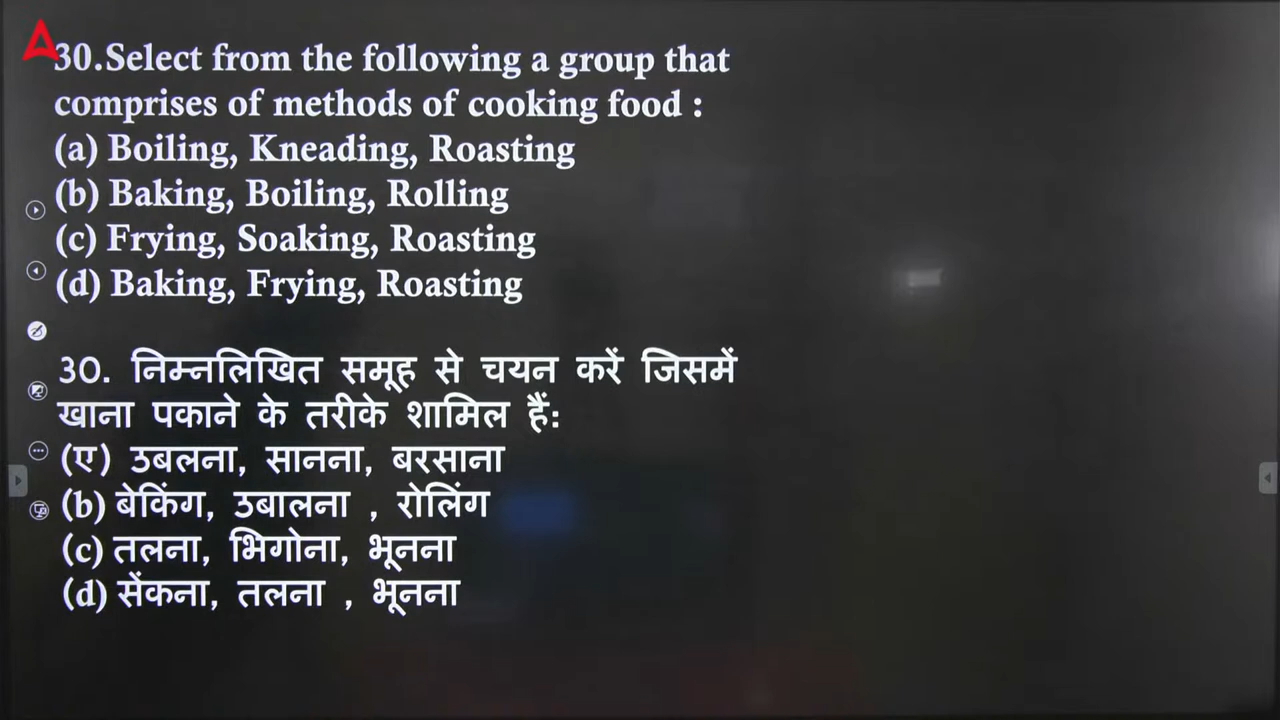 30.Select from the following a group that
comprises of methods of cooking food :
(a) Boiling, Kneading, Roasting
(b) Baking, Boiling, Rolling
(c) Frying, Soaking, Roasting
(d) Baking, Frying, Roasting
30. निम्नलिखित समूह से चयन करें जिसमें
खाना पकाने के तरीके शामिल हैं:
(ए) उबलना, सानना, बरसाना
(b) बेकिंग, उबालना , रोलिंग
(c) तलना, भिगोना, भूनना
(d) सेंकना, तलना , भूनना